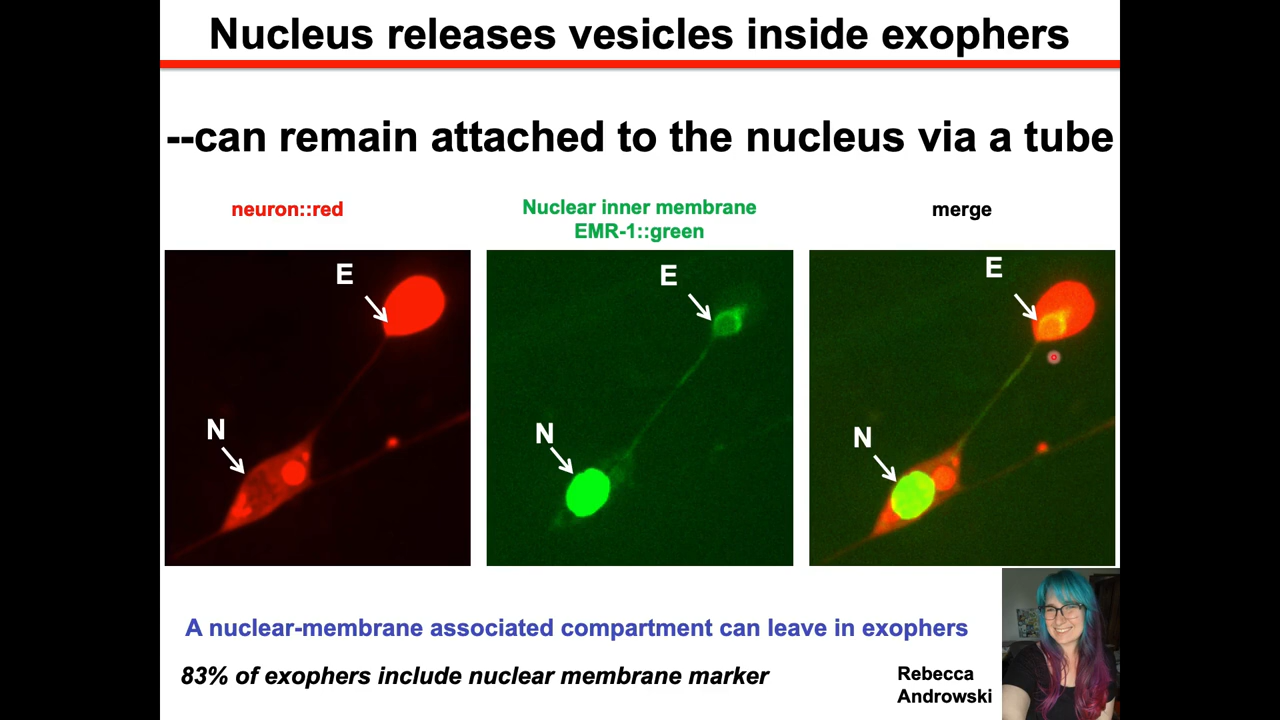 Nucleus releases vesicles inside exophers
--can remain attached to the nucleus via a tube
neuron::red
Nuclear inner membrane
EMR-1::green
merge
E
N
E
N
E
N
A nuclear-membrane associated compartment can leave in exophers
83% of exophers include nuclear membrane marker
Rebecca
Androwski